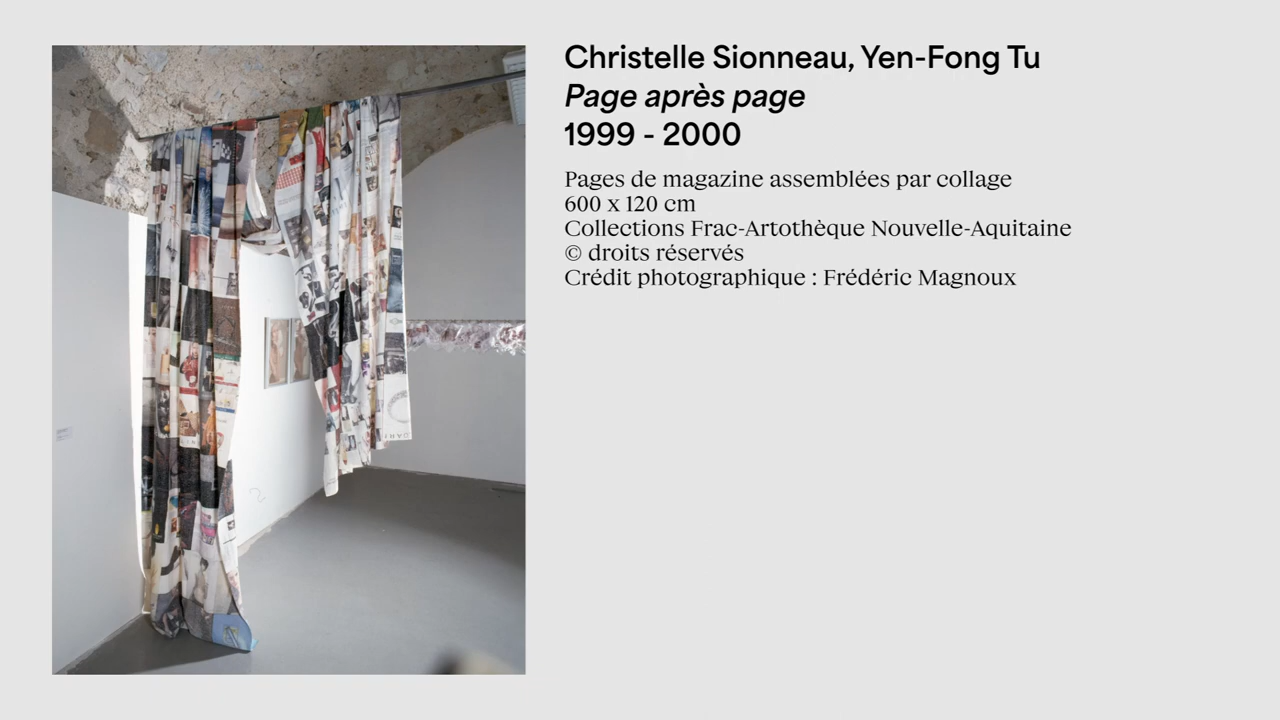 Christelle Sionneau, Yen-Fong Tu
Page après page
1999 - 2000
Pages de magazine assemblées par collage
600 x 120 cm
Collections Frac-Artothèque Nouvelle-Aquitaine
© droits réservés
Crédit photographique : Frédéric Magnoux